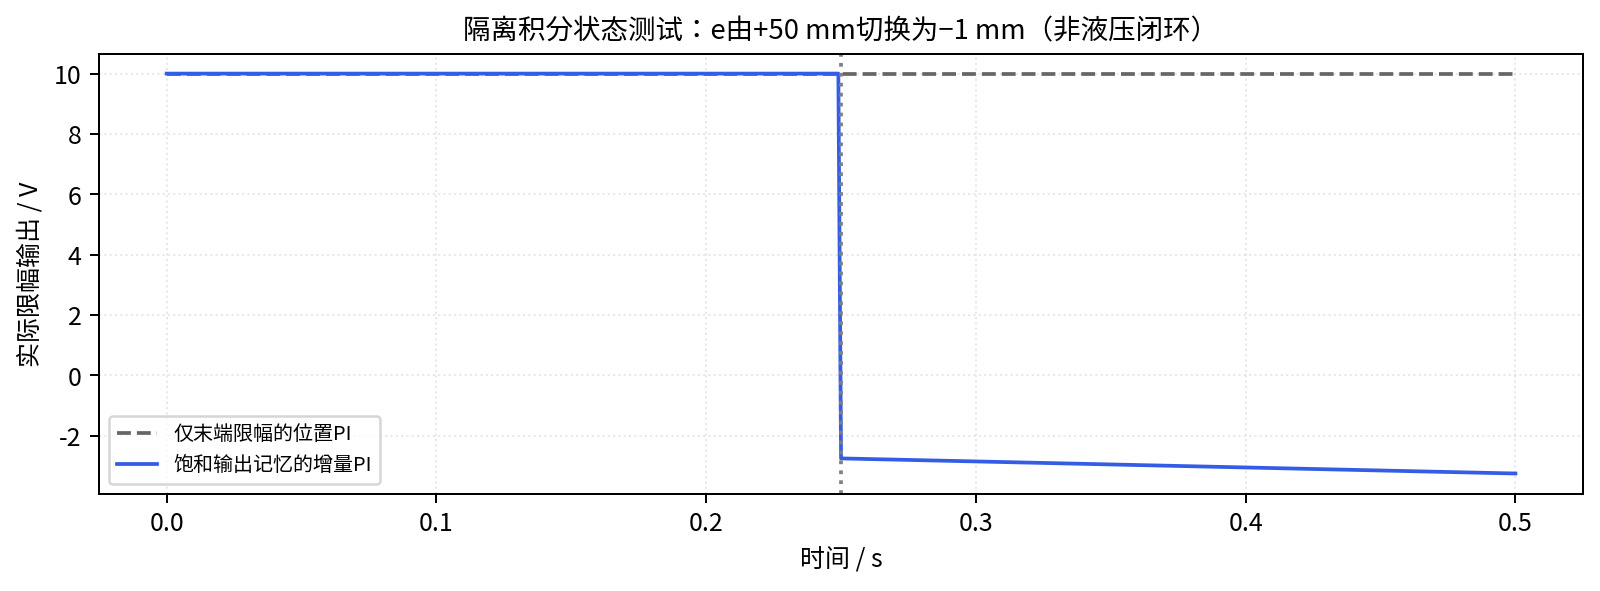 隔离积分状态测试：e由+50 mm切换为−1 mm（非液压闭环）
实际限幅输出 / V
10
8
6
4
2
0
-2
仅末端限幅的位置PI
饱和输出记忆的增量PI
0.0 0.1 0.2 0.3 0.4 0.5
时间 / s